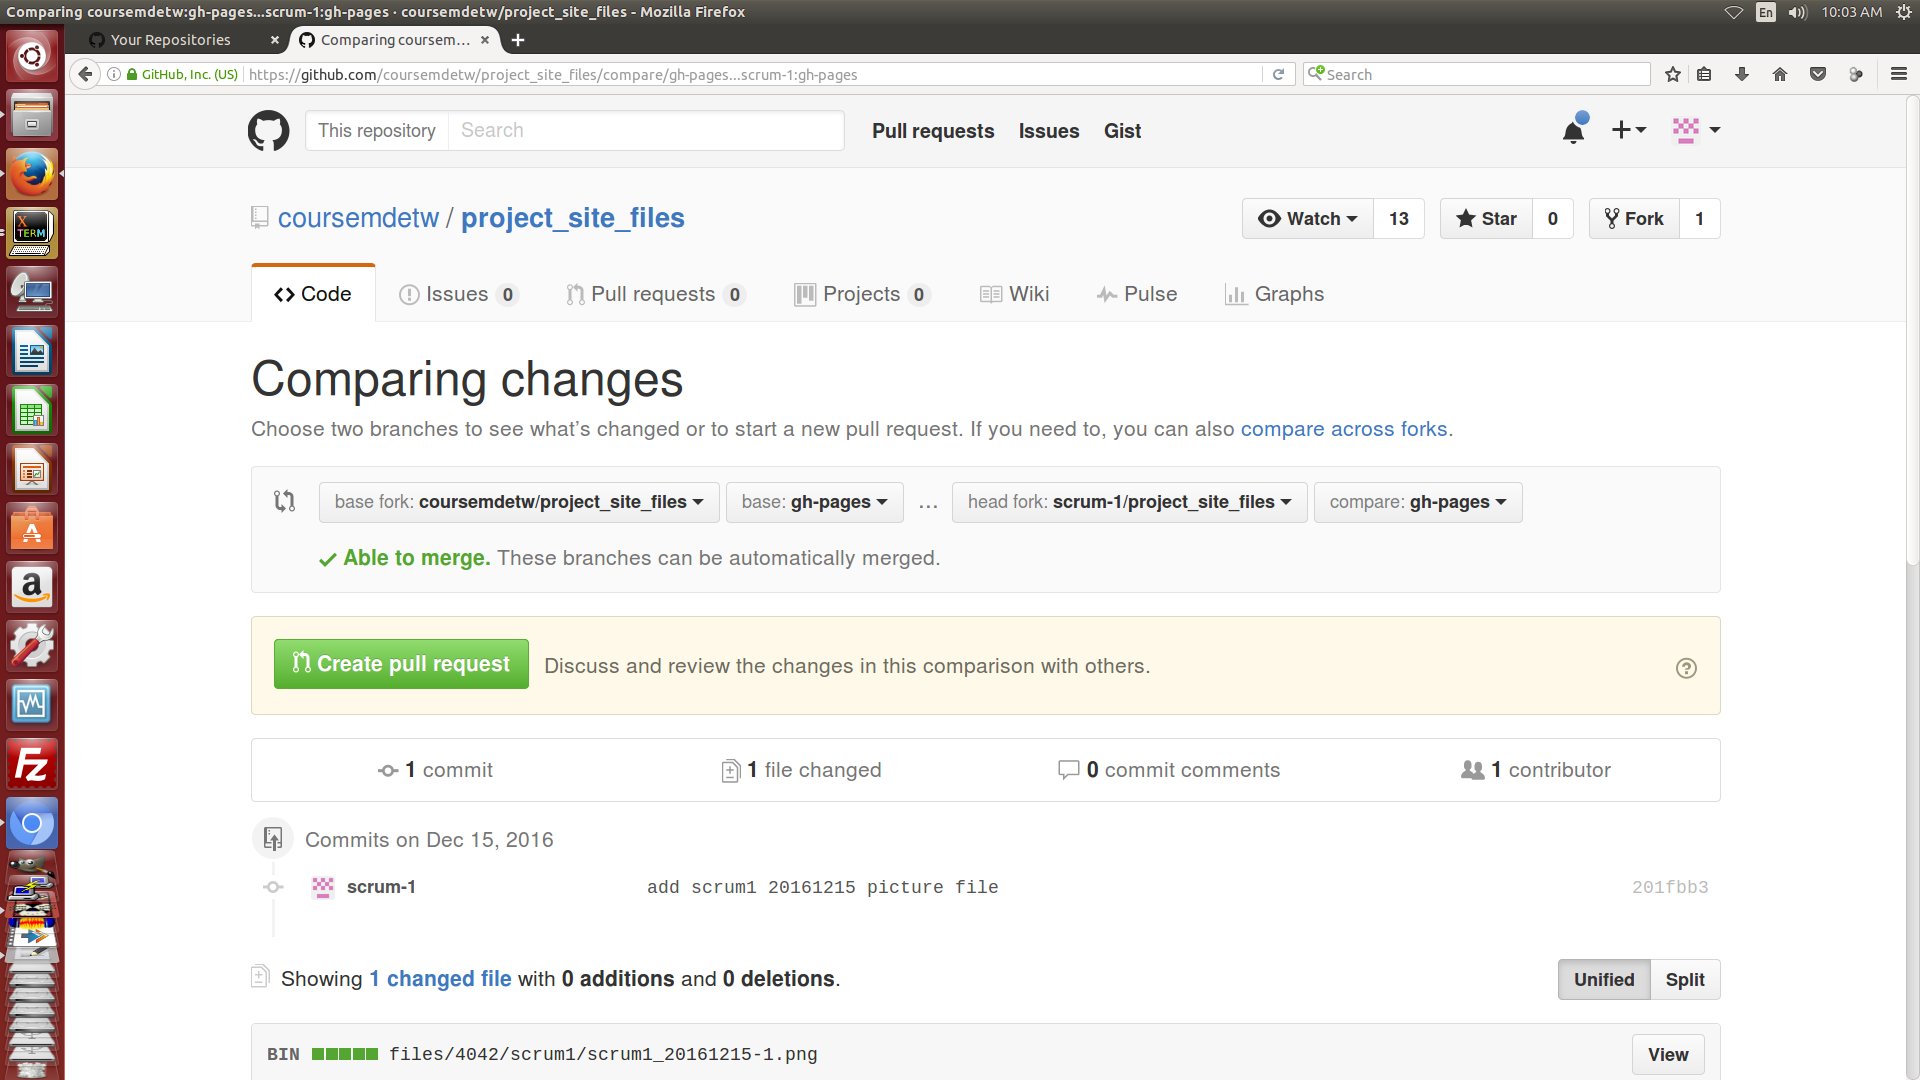 Comparing coursemdetw:gh-pages...scrum-1:gh-pages · coursemdetw/project_site_files - Mozilla Firefox
En 10:03 AM
Your Repositories × Comparing coursem... ×
GitHub, Inc. (US) https://github.com/coursemdetw/project_site_files/compare/gh-pages...scrum-1:gh-pages Search
This repository Search Pull requests Issues Gist
coursemdetw / project_site_files Watch 13 Star 0 Fork 1
Code Issues 0 Pull requests 0 Projects 0 Wiki Pulse Graphs
Comparing changes
Choose two branches to see what’s changed or to start a new pull request. If you need to, you can also compare across forks.
base fork: coursemdetw/project_site_files base: gh-pages ... head fork: scrum-1/project_site_files compare: gh-pages
Able to merge. These branches can be automatically merged.
Create pull request Discuss and review the changes in this comparison with others.
1 commit 1 file changed 0 commit comments 1 contributor
Commits on Dec 15, 2016
scrum-1 add scrum1 20161215 picture file 201fbb3
Showing 1 changed file with 0 additions and 0 deletions.
Unified Split
BIN files/4042/scrum1/scrum1_20161215-1.png View
X TERM
a
Fz